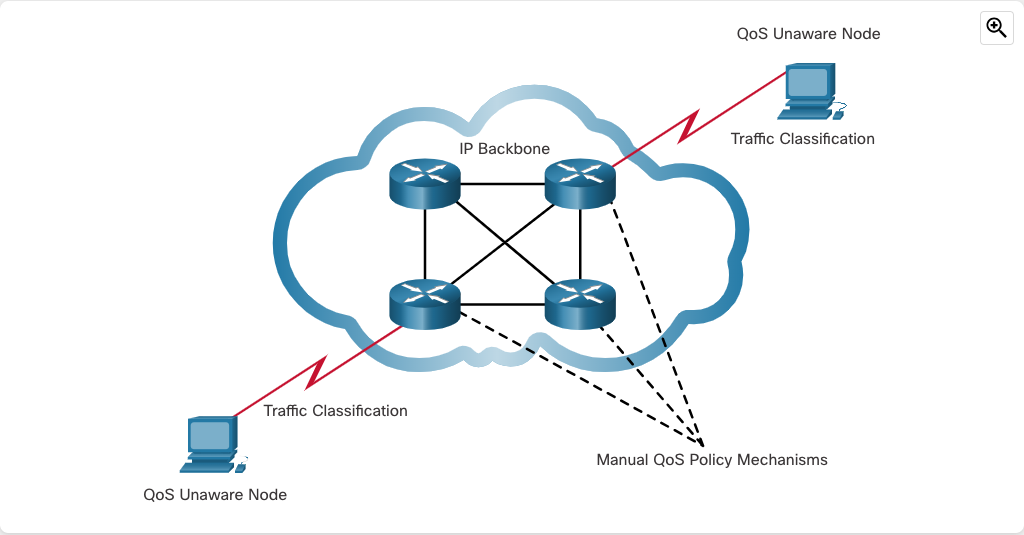 QoS Unaware Node
Traffic Classification
IP Backbone
Traffic Classification
Manual QoS Policy Mechanisms
QoS Unaware Node